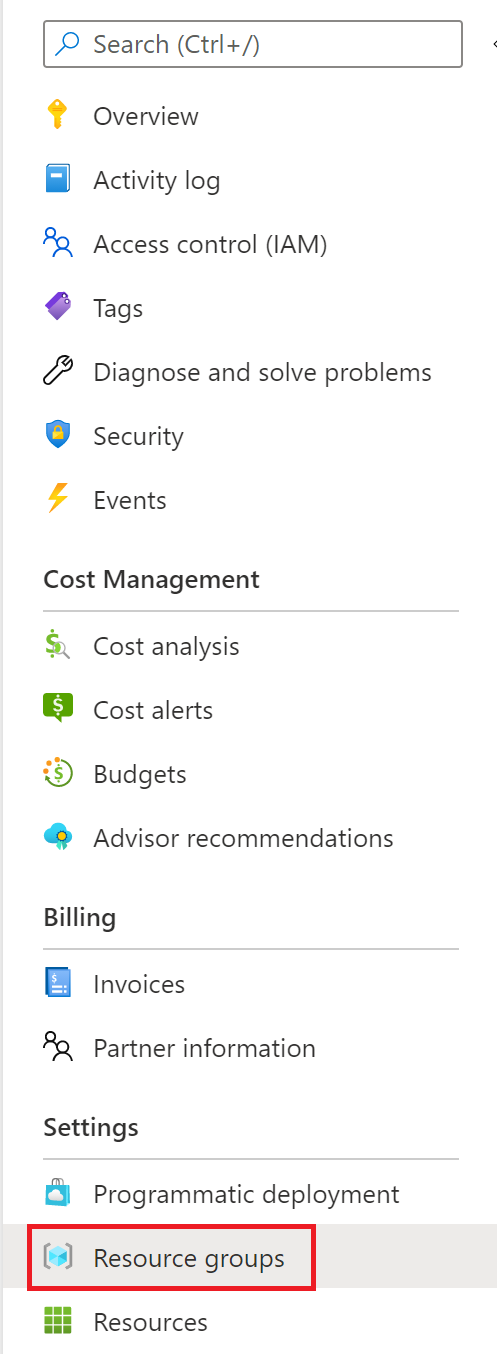 Search (Ctrl+/)
Overview
Activity log
Access control (IAM)
Tags
Diagnose and solve problems
Security
Events
Cost Management
Cost analysis
Cost alerts
Budgets
Advisor recommendations
Billing
Invoices
Partner information
Settings
Programmatic deployment
Resource groups
Resources